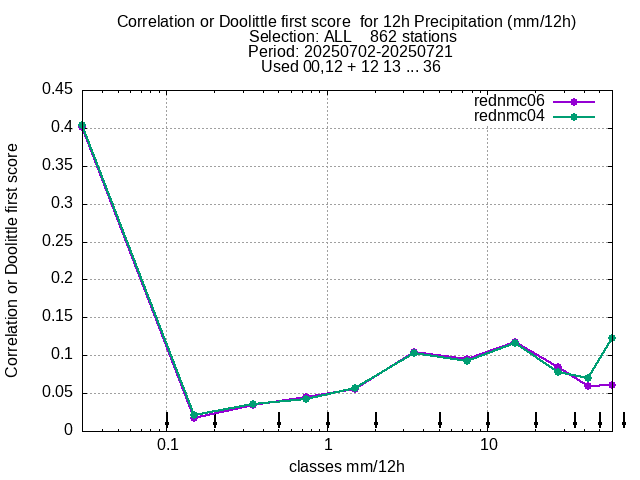 Correlation or Doolittle first score  for 12h Precipitation (mm/12h)
Selection: ALL    862 stations
Period: 20250702-20250721
Used 00,12 + 12 13 ... 36
rednmc06
rednmc04
0.45
0.4
0.35
0.3
0.25
0.2
0.15
0.1
0.05
0
Correlation or Doolittle first score
0.1
1
10
classes mm/12h